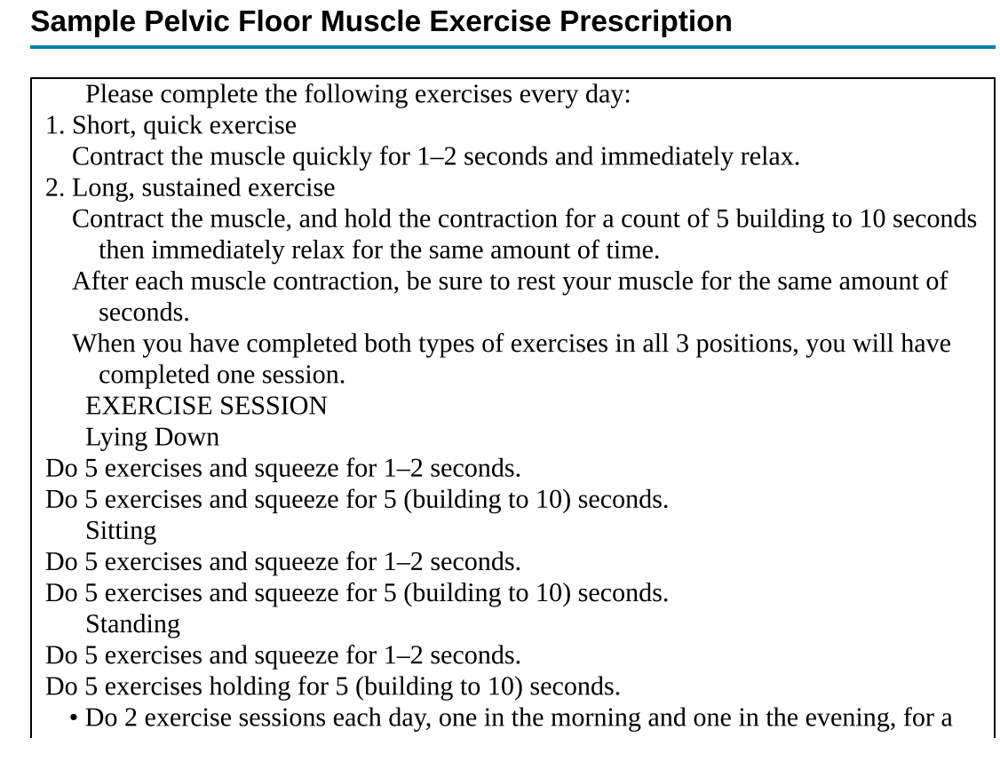 Sample Pelvic Floor Muscle Exercise Prescription
Please complete the following exercises every day:
1. Short, quick exercise
Contract the muscle quickly for 1–2 seconds and immediately relax.
2. Long, sustained exercise
Contract the muscle, and hold the contraction for a count of 5 building to 10 seconds
then immediately relax for the same amount of time.
After each muscle contraction, be sure to rest your muscle for the same amount of
seconds.
When you have completed both types of exercises in all 3 positions, you will have
completed one session.
EXERCISE SESSION
Lying Down
Do 5 exercises and squeeze for 1–2 seconds.
Do 5 exercises and squeeze for 5 (building to 10) seconds.
Sitting
Do 5 exercises and squeeze for 1–2 seconds.
Do 5 exercises and squeeze for 5 (building to 10) seconds.
Standing
Do 5 exercises and squeeze for 1–2 seconds.
Do 5 exercises holding for 5 (building to 10) seconds.
• Do 2 exercise sessions each day, one in the morning and one in the evening, for a